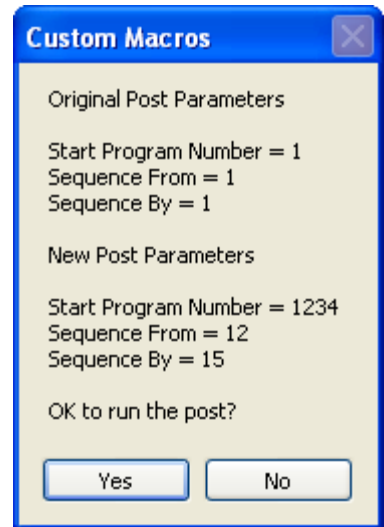 Custom Macros
Original Post Parameters
Start Program Number = 1
Sequence From = 1
Sequence By = 1
New Post Parameters
Start Program Number = 1234
Sequence From = 12
Sequence By = 15
OK to run the post?
Yes No